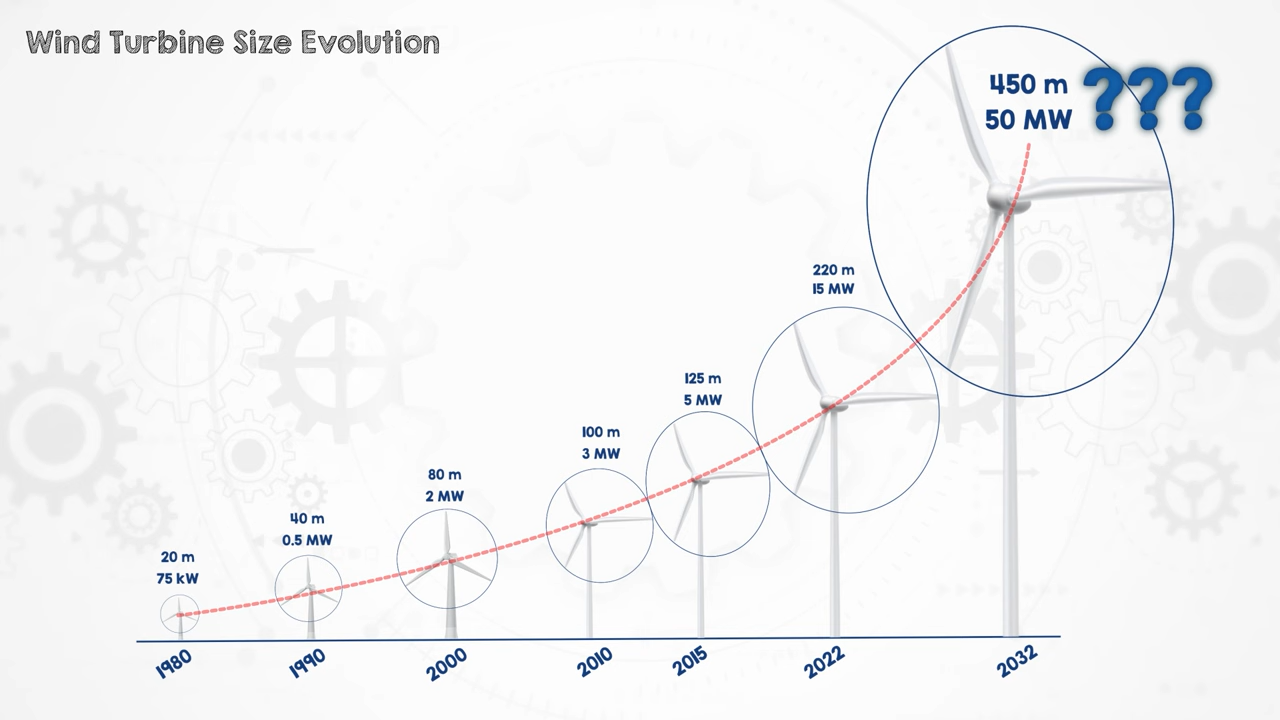 Wind Turbine Size Evolution
450 m ???
50 MW
220 m
15 MW
125 m
5 MW
100 m
3 MW
80 m
2 MW
40 m
0.5 MW
20 m
75 kW
1980
1990
2000
2010
2015
2022
2032